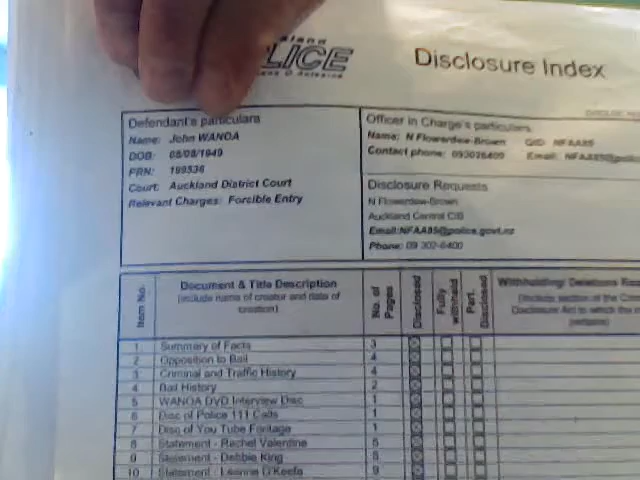 POLICE
Disclosure Index
Defendant's particulars
Name: John WANOA
DOB: 05/08/1949
PRN: 199536
Court: Auckland District Court
Relevant Charges: Forcible Entry
Officer in Charge's particulars
Name: N Flowerdew-Brown QID: NFAA85
Contact phone: Email:
Disclosure Requests
N Flowerdew-Brown
Auckland Central CIB
Email:NFAA85@police.govt.nz
Phone: 09 302-6400
Item No.
Document & Title Description
(include name of creator and date of
creation)
No. of
Pages
Disclosed
Fully
withheld
Part.
Disclosed
Withholding/ Deletions
1. Summary of Facts 3
2 Opposition to Bail 4
3 Criminal and Traffic History 4
4 Bail History 2
5 WANOA DVD Interview Disc 1
6 Disc of Police 111 Calls 1
7 Disc of You Tube Footage 1
8 Statement - Rachel Valentine
9 Statement - Debbie King
10 Statement - Leanne O'Keefe 9